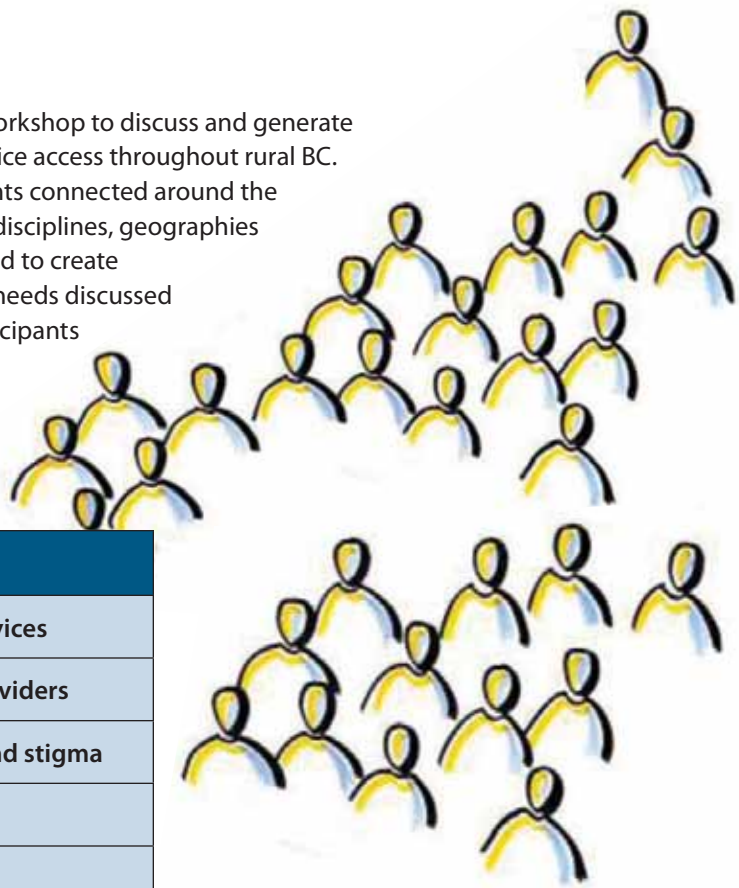 orkshop to discuss and generate
ice access throughout rural BC.
nts connected around the
disciplines, geographies
d to create
needs discussed
cipants
vices
viders
nd stigma